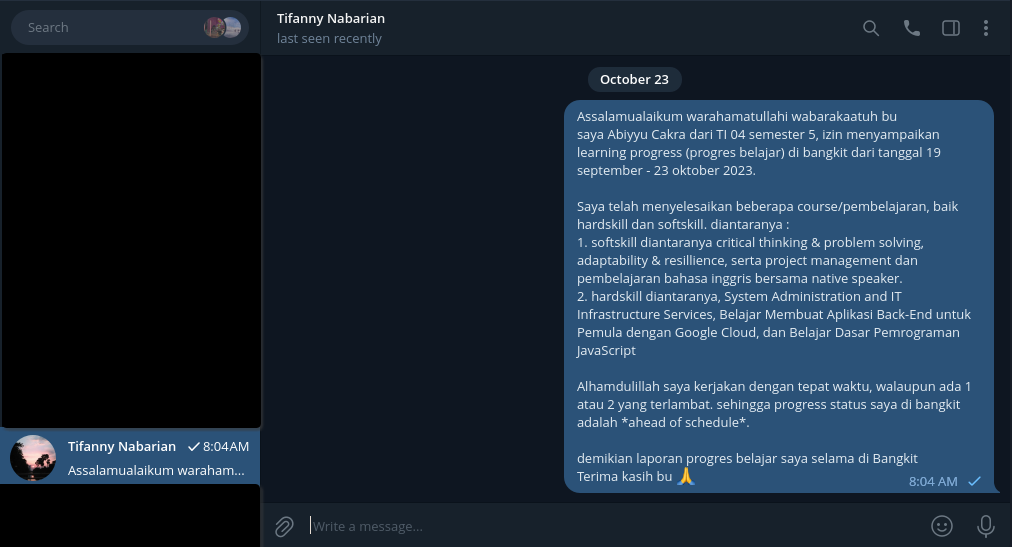 Search
Tifanny Nabarian
last seen recently
October 23
Assalamualaikum warahamatullahi wabarakaatuh bu
saya Abiyyu Cakra dari TI 04 semester 5, izin menyampaikan
learning progress (progres belajar) di bangkit dari tanggal 19
september - 23 oktober 2023.
Saya telah menyelesaikan beberapa course/pembelajaran, baik
hardskill dan softskill. diantaranya :
1. softskill diantaranya critical thinking & problem solving,
adaptability & resillience, serta project management dan
pembelajaran bahasa inggris bersama native speaker.
2. hardskill diantaranya, System Administration and IT
Infrastructure Services, Belajar Membuat Aplikasi Back-End untuk
Pemula dengan Google Cloud, dan Belajar Dasar Pemrograman
JavaScript
Alhamdulillah saya kerjakan dengan tepat waktu, walaupun ada 1
atau 2 yang terlambat. sehingga progress status saya di bangkit
adalah *ahead of schedule*.
demikian laporan progres belajar saya selama di Bangkit
Terima kasih bu 🙏
8:04 AM
Tifanny Nabarian 8:04AM
Assalamualaikum waraham...
Write a message...